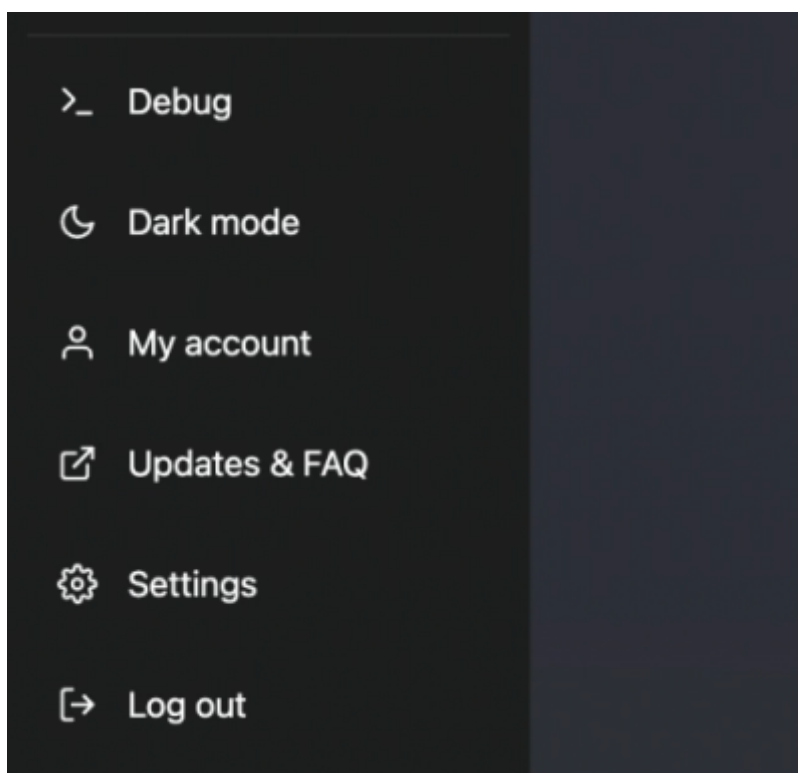 Debug
Dark mode
My account
Updates & FAQ
Settings
Log out